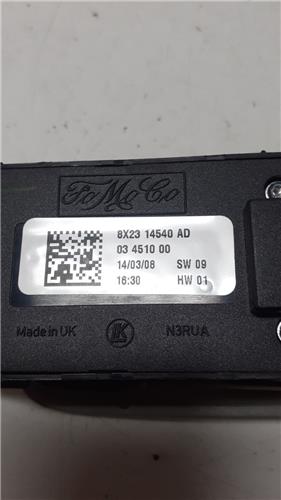 FoMoCo
8X23 14540 AD
03 4510 00
14/03/08 SW 09
16:30 HW 01
Made in UK LK N3RUA